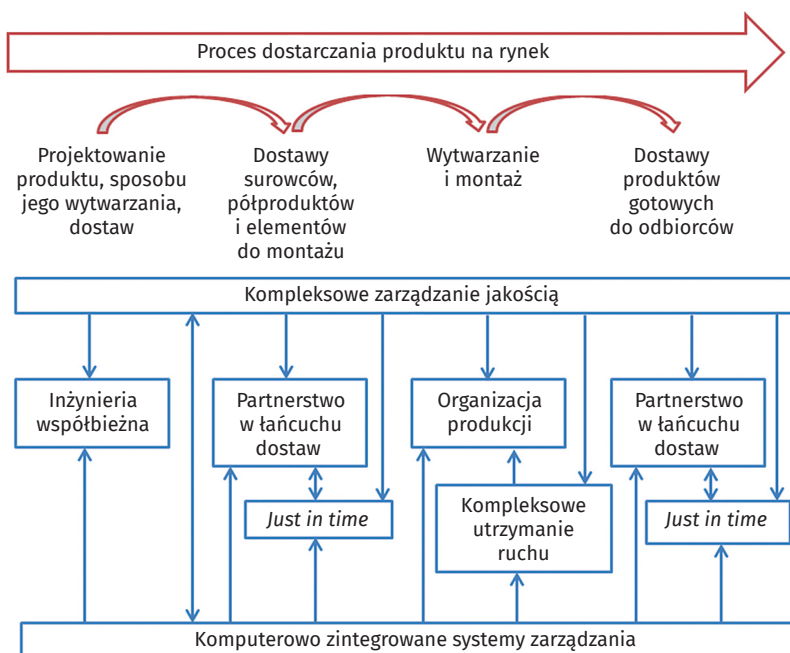 Proces dostarczania produktu na rynek
Projektowanie
produktu, sposobu
jego wytwarzania,
dostaw
Dostawy
surowców,
półproduktów
i elementów
do montażu
Wytwarzanie
i montaż
Dostawy
produktów
gotowych
do odbiorców
Kompleksowe zarządzanie jakością
Inżynieria
współbieżna
Partnerstwo
w łańcuchu
dostaw
Organizacja
produkcji
Partnerstwo
w łańcuchu
dostaw
Just in time
Kompleksowe
utrzymanie
ruchu
Just in time
Komputerowo zintegrowane systemy zarządzania